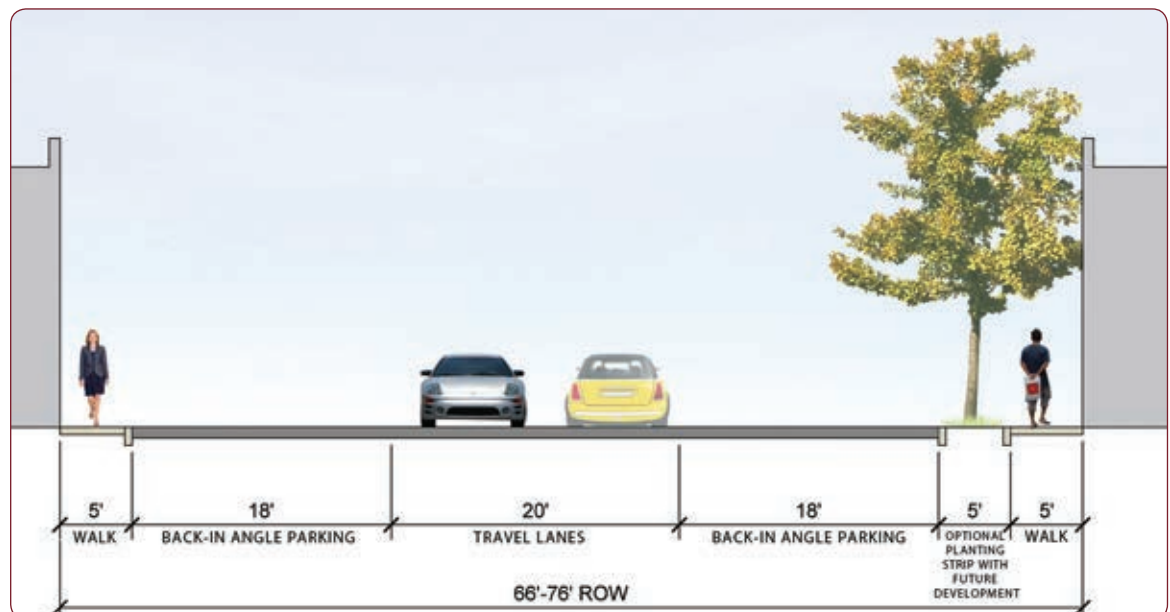 5' 18' 20' 18' 5' 5'
WALK BACK-IN ANGLE PARKING TRAVEL LANES BACK-IN ANGLE PARKING OPTIONAL WALK
PLANTING
STRIP WITH
FUTURE
DEVELOPMENT
66'-76' ROW